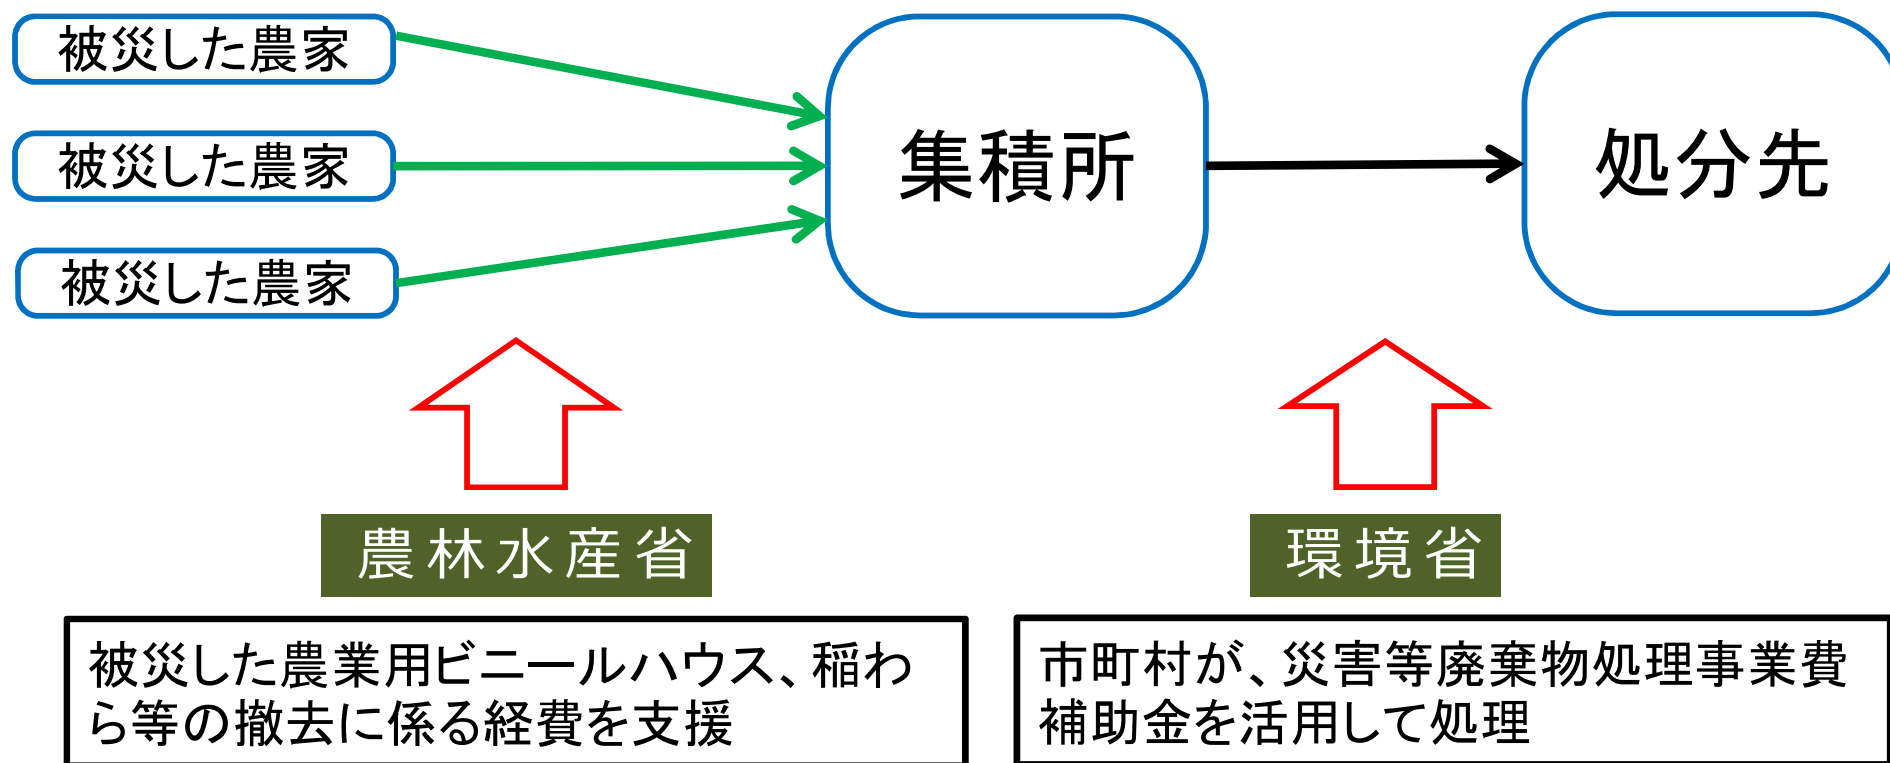 被災した農家
被災した農家
被災した農家
集積所
処分先
農林水産省
環境省
被災した農業用ビニールハウス、稲わ
ら等の撤去に係る経費を支援
市町村が、災害等廃棄物処理事業費
補助金を活用して処理